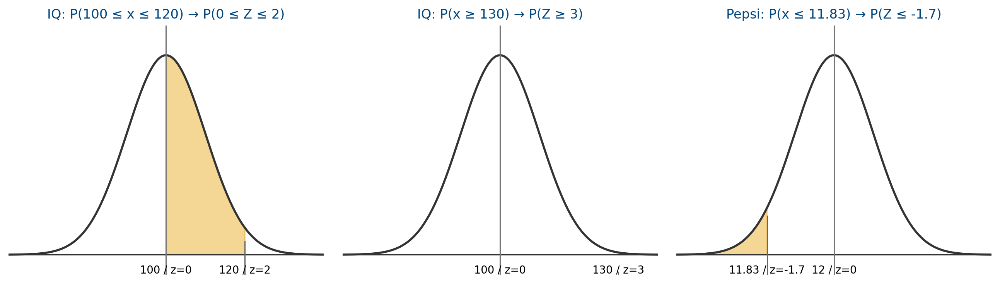 IQ: P(100 ≤ x ≤ 120) → P(0 ≤ Z ≤ 2)
100 / z=0
120 / z=2
IQ: P(x ≥ 130) → P(Z ≥ 3)
100 / z=0
130 / z=3
Pepsi: P(x ≤ 11.83) → P(Z ≤ -1.7)
11.83 / z=-1.7
12 / z=0